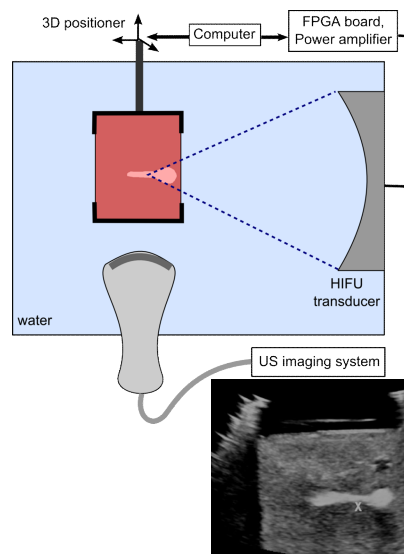 3D positioner
Computer
FPGA board,
Power amplifier
HIFU
transducer
water
US imaging system
X